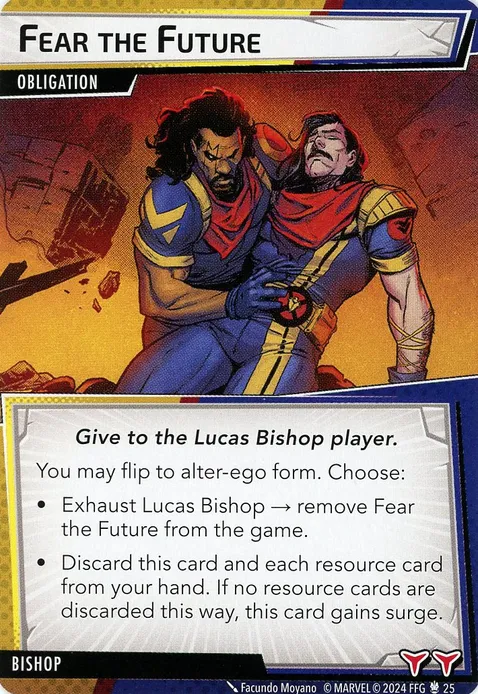 FEAR THE FUTURE
OBLIGATION
Give to the Lucas Bishop player.
You may flip to alter-ego form. Choose:
• Exhaust Lucas Bishop → remove Fear
the Future from the game.
• Discard this card and each resource card
from your hand. If no resource cards are
discarded this way, this card gains surge.
BISHOP
Facundo Moyano © MARVEL © 2024 FFG 25